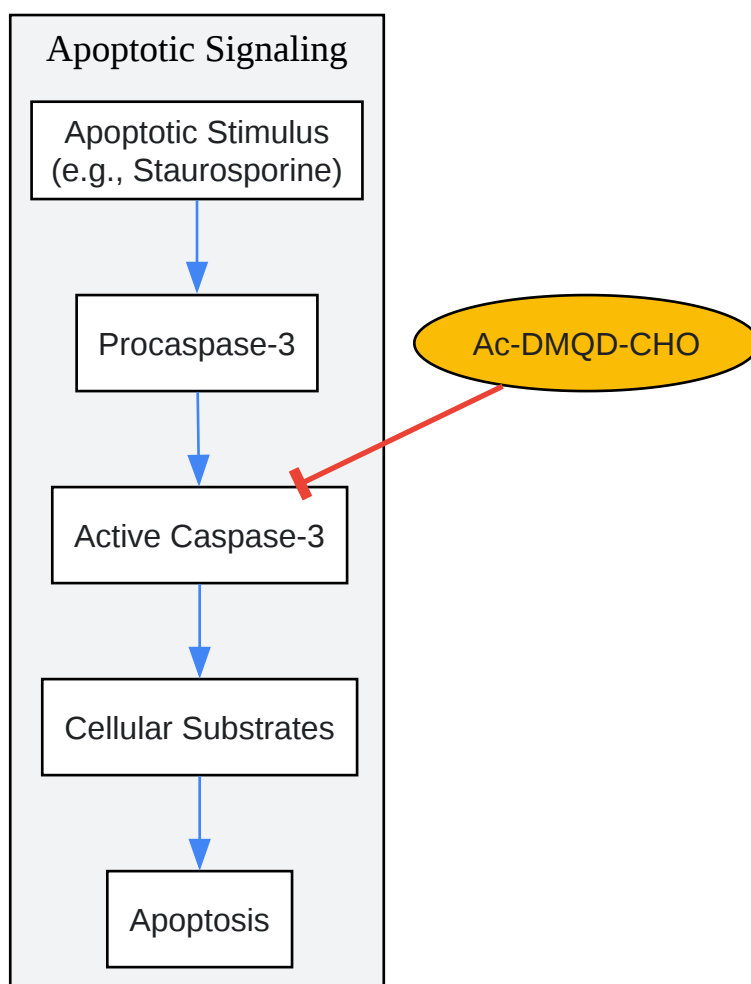 Apoptotic Signaling
Apoptotic Stimulus
(e.g., Staurosporine)
Procaspase-3
Ac-DMQD-CHO
Active Caspase-3
Cellular Substrates
Apoptosis